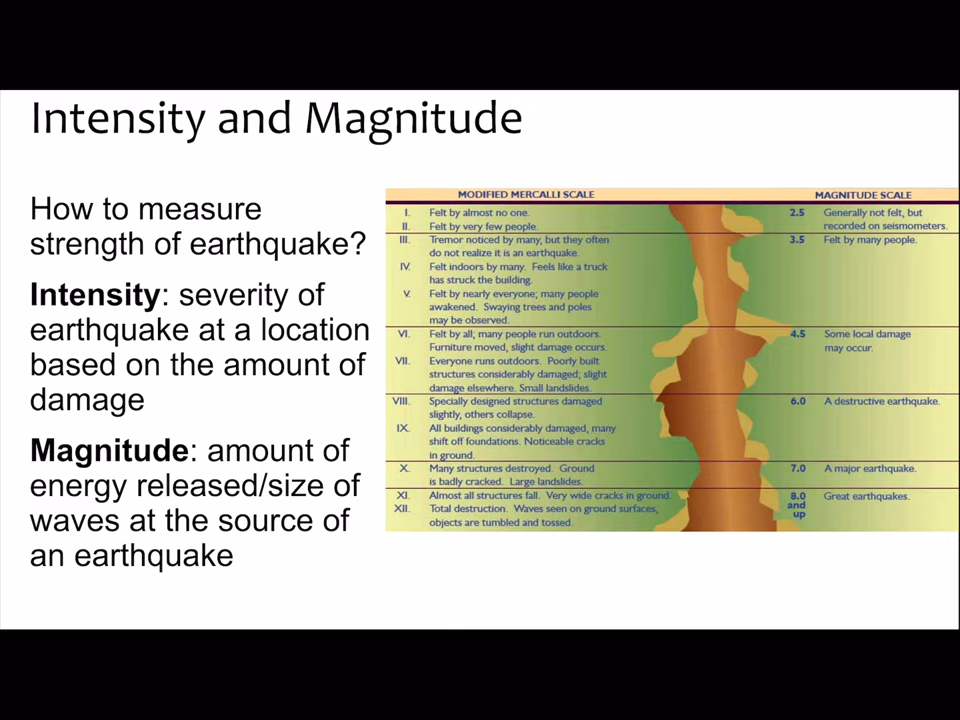 Intensity and Magnitude
How to measure
strength of earthquake?
Intensity: severity of
earthquake at a location
based on the amount of
damage
Magnitude: amount of
energy released/size of
waves at the source of
an earthquake
MODIFIED MERCALLI SCALE
I. Felt by almost no one.
II. Felt by very few people.
III. Tremor noticed by many, but they often
do not realize it is an earthquake.
IV. Felt indoors by many. Feels like a truck
has struck the building.
V. Felt by nearly everyone; many people
awakened. Swaying trees and poles
may be observed.
VI. Felt by all; many people run outdoors.
Furniture moved, slight damage occurs.
VII. Everyone runs outdoors. Poorly built
structures considerably damaged; slight
damage elsewhere. Small landslides.
VIII. Specially designed structures damaged
slightly, others collapse.
IX. All buildings considerably damaged, many
shift off foundations. Noticeable cracks
in ground.
X. Many structures destroyed. Ground
is badly cracked. Large landslides.
XI. Almost all structures fall. Very wide cracks in ground.
XII. Total destruction. Waves seen on ground surfaces,
objects are tumbled and tossed.
MAGNITUDE SCALE
2.5 Generally not felt, but
recorded on seismometers.
3.5 Felt by many people.
4.5 Some local damage
may occur.
6.0 A destructive earthquake.
7.0 A major earthquake.
8.0 Great earthquakes.
and
up